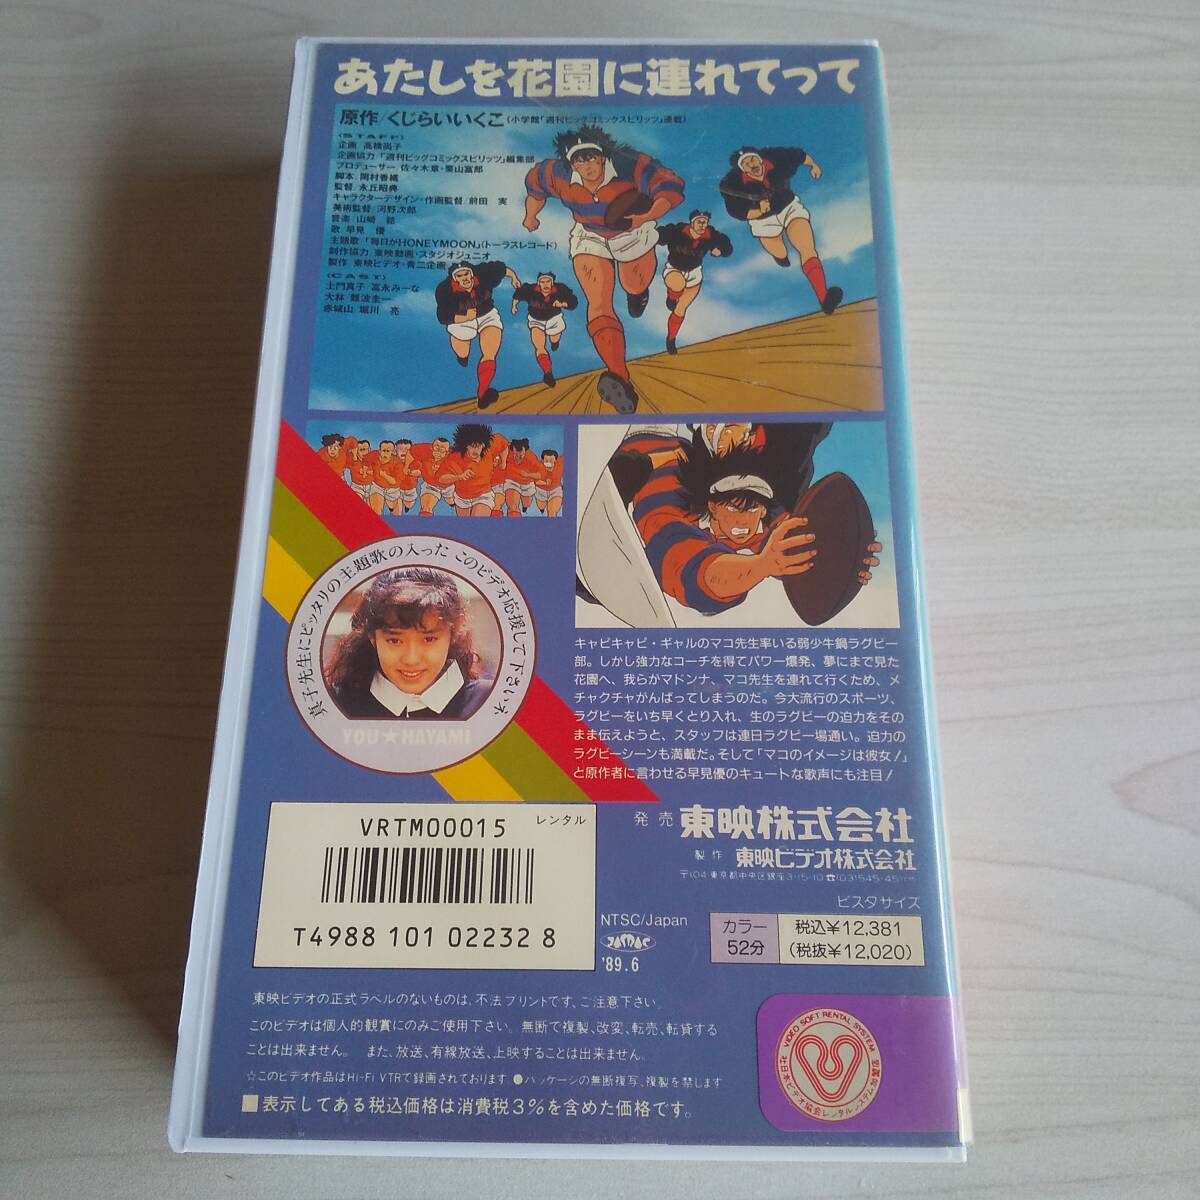 あたしを花園に連れてって
原作/くじらいいくこ(小学館「週刊ビッグコミックスピリッツ」連載)
〈STAFF〉
企画/高橋尚子
企画協力/「週刊ビッグコミックスピリッツ」編集部
プロデューサー/佐々木章・栗山富郎
脚本/岡村香織
監督/永丘昭典
キャラクターデザイン・作画監督/前田 実
美術監督/河野次郎
音楽/山崎 稔
歌/早見 優
主題歌/「毎日がHONEYMOON」(トーラスレコード)
制作協力/東映動画・スタジオジュニオ
製作/東映ビデオ・青二企画
〈CAST〉
土門真子/冨永みーな
大林/難波圭一
赤城山/堀川 亮
真子先生にピッタリの主題歌の入った このビデオ応援して下さいネ
YOU★HAYAMI
キャピキャピ・ギャルのマコ先生率いる弱少牛鍋ラグビー
部。しかし強力なコーチを得てパワー爆発、夢にまで見た
花園へ、我らがマドンナ、マコ先生を連れて行くため、メ
チャクチャがんばってしまうのだ。今大流行のスポーツ、
ラグビーをいち早くとり入れ、生のラグビーの迫力をその
まま伝えようと、スタッフは連日ラグビー場通い。迫力の
ラグビーシーンも満載だ。そして「マコのイメージは彼女!」
と原作者に言わせる早見優のキュートな歌声にも注目!
VRTM00015 レンタル
T4988 101 02232 8
発売 東映株式会社
製作 東映ビデオ株式会社
〒104 東京都中央区銀座3-15-10 ☎(03)545-45
ビスタサイズ
NTSC/Japan
JASRAC
'89.6
カラー
52分
税込¥12,381
(税抜¥12,020)
東映ビデオの正式ラベルのないものは、不法プリントです、ご注意下さい。
このビデオは個人的観賞にのみご使用下さい。無断で複製、改変、転売、転貸する
ことは出来ません。 また、放送、有線放送、上映することは出来ません。
☆このビデオ作品はHi-Fi VTRで録画されております ●パッケージの無断複写、複製を禁じます
■表示してある税込価格は消費税3%を含めた価格です。
VIDEO SOFT RENTAL SYSTEM
日本ビデオ協会レンタルシステム